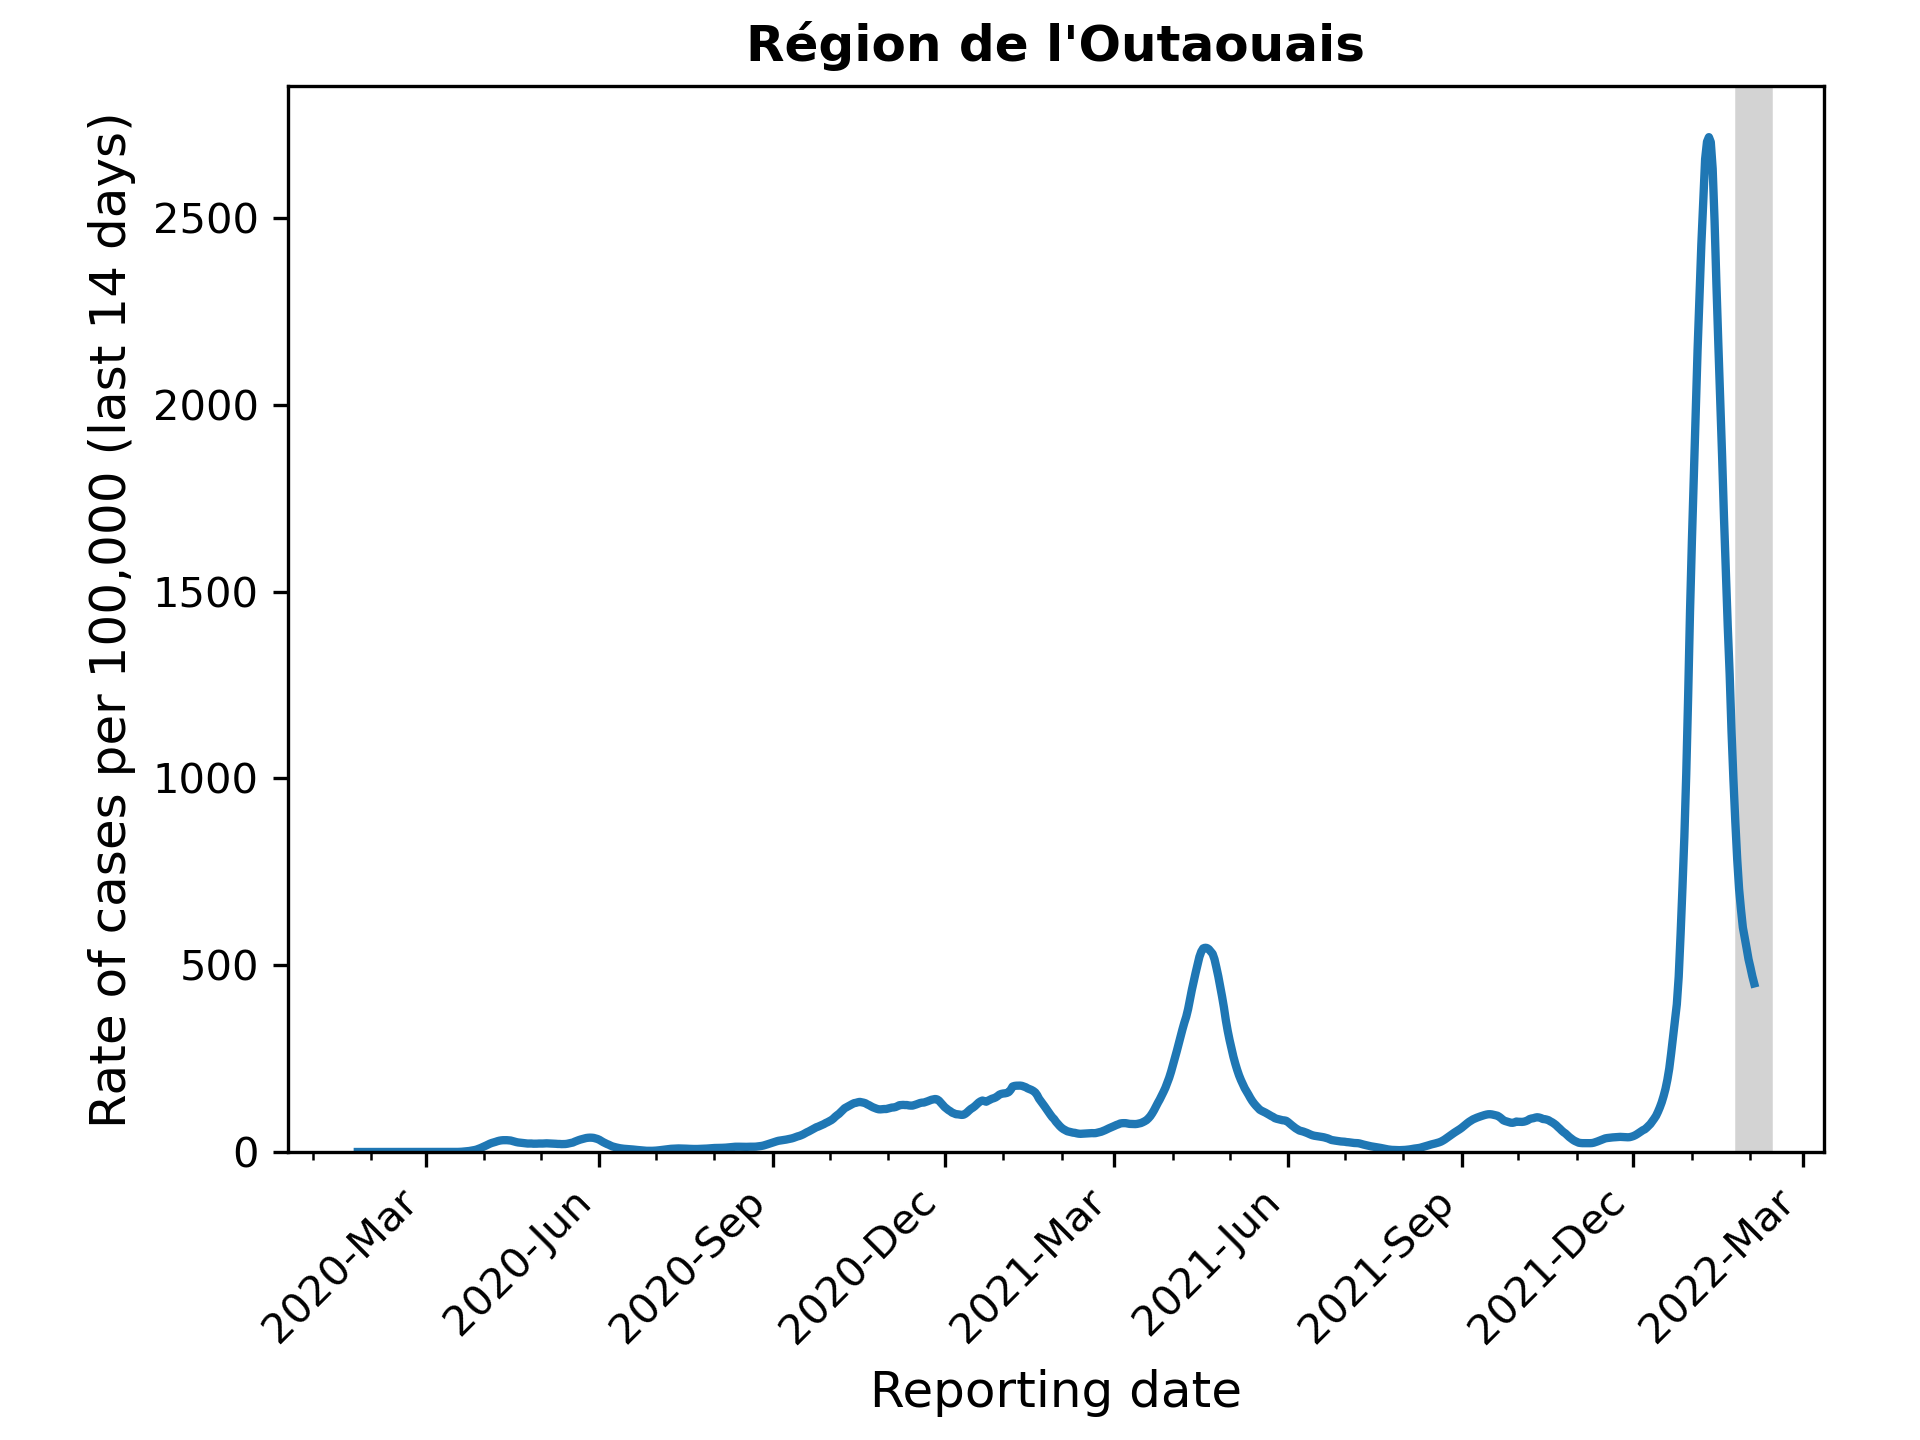 Région de l'Outaouais
Rate of cases per 100,000 (last 14 days)
2500
2000
1500
1000
500
0
2020-Mar
2020-Jun
2020-Sep
2020-Dec
2021-Mar
2021-Jun
2021-Sep
2021-Dec
2022-Mar
Reporting date